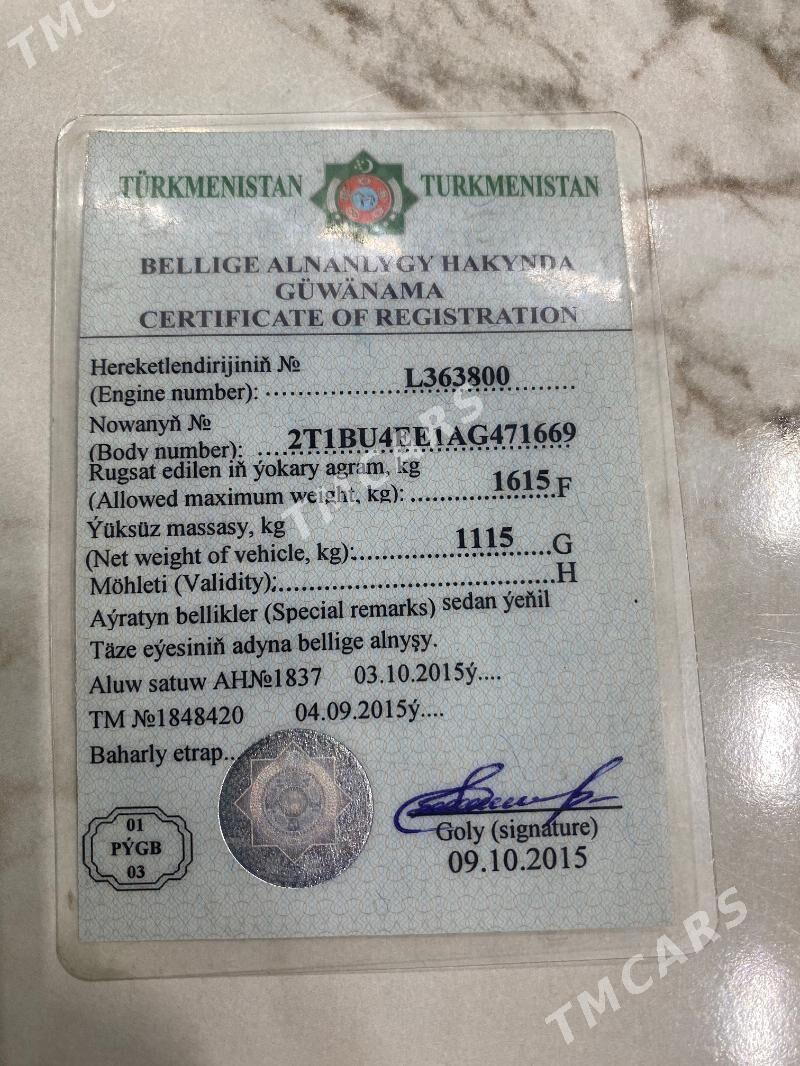 TMCARS
TÜRKMENISTAN TURKMENISTAN
BELLIGE ALNANLYGY HAKYNDA
GÜWÄNAMA
CERTIFICATE OF REGISTRATION
Hereketlendirijiniň №
(Engine number): L363800
Nowanyň №
(Body number): 2T1BU4EE1AG471669
Rugsat edilen iň ýokary agram, kg
(Allowed maximum weight, kg): 1615 F
Ýüksüz massasy, kg
(Net weight of vehicle, kg): 1115 G
Möhleti (Validity): H
Aýratyn bellikler (Special remarks) sedan ýeňil
Täze eýesiniň adyna bellige alnyşy.
Aluw satuw AH№1837 03.10.2015ý....
TM №1848420 04.09.2015ý....
Baharly etrap..
01
PÝGB
03
Goly (signature)
09.10.2015
TMCARS
TMCARS